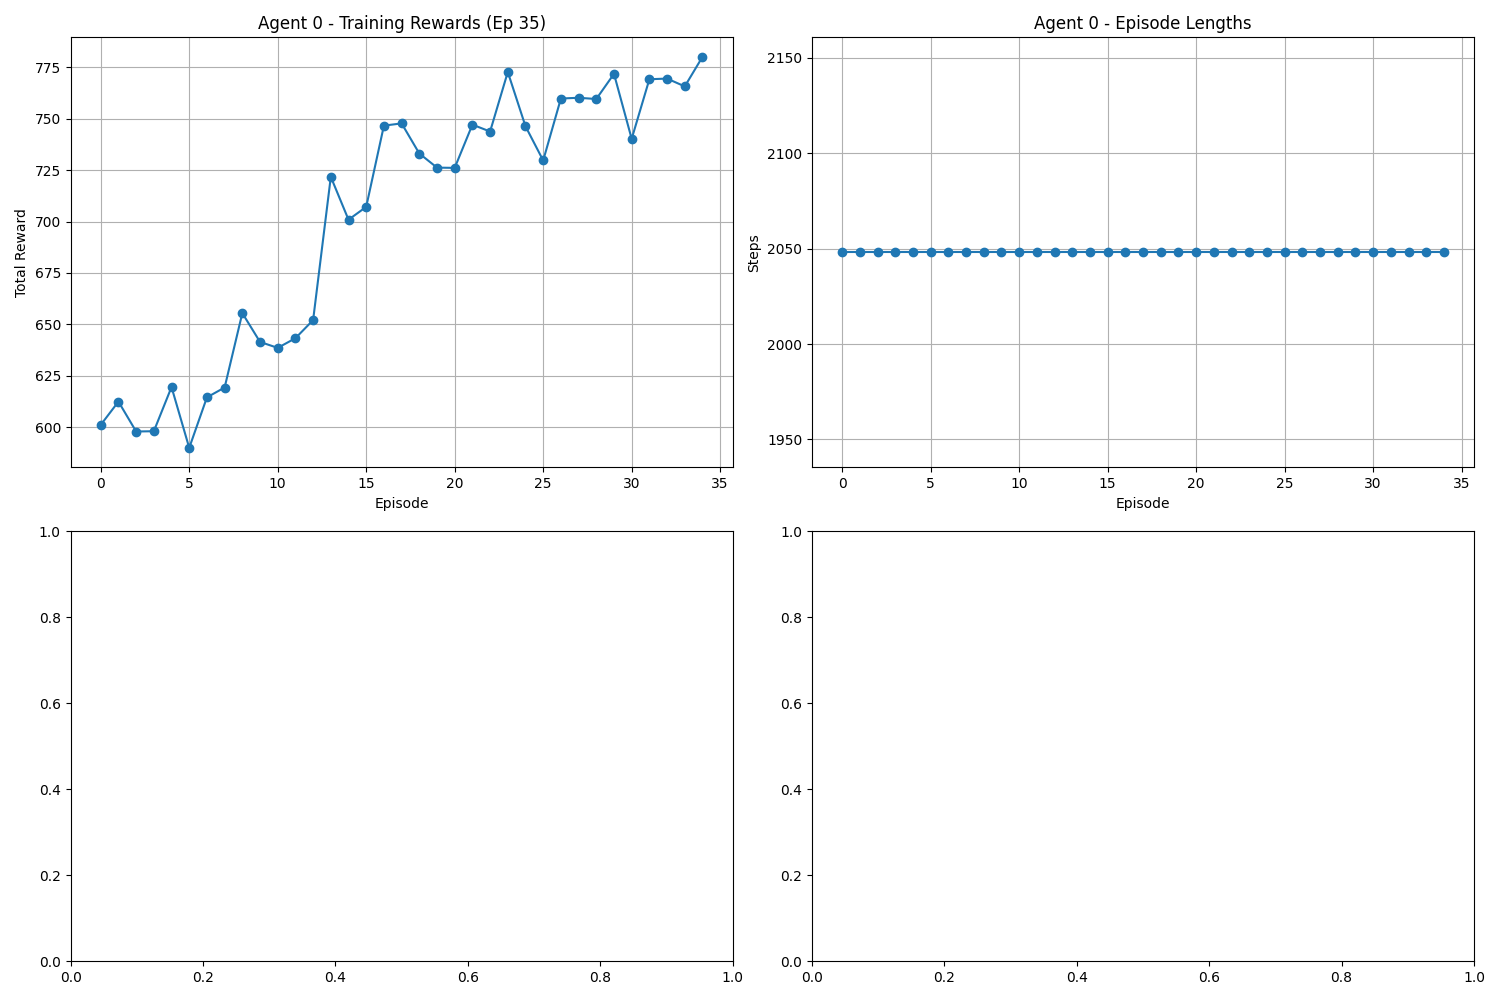 Agent 0 - Training Rewards (Ep 35)
Total Reward
775
750
725
700
675
650
625
600
0 5 10 15 20 25 30 35
Episode
Agent 0 - Episode Lengths
Steps
2150
2100
2050
2000
1950
0 5 10 15 20 25 30 35
Episode
1.0
0.8
0.6
0.4
0.2
0.0
0.0 0.2 0.4 0.6 0.8 1.0
1.0
0.8
0.6
0.4
0.2
0.0
0.0 0.2 0.4 0.6 0.8 1.0